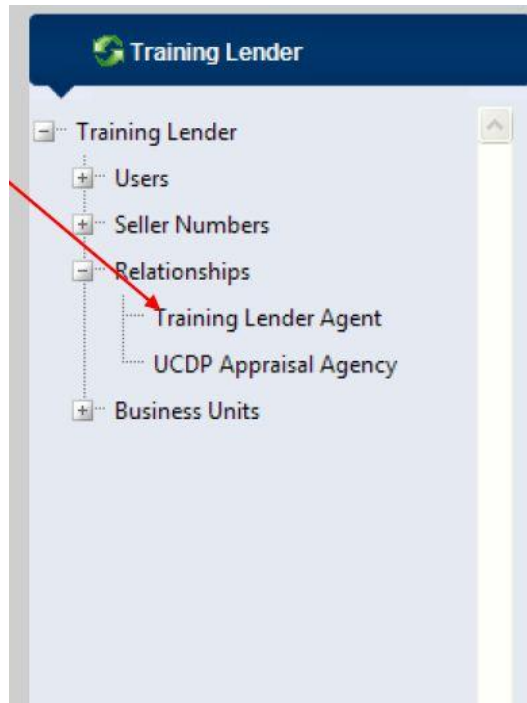 Training Lender
Training Lender
Users
Seller Numbers
Relationships
Training Lender Agent
UCDP Appraisal Agency
Business Units